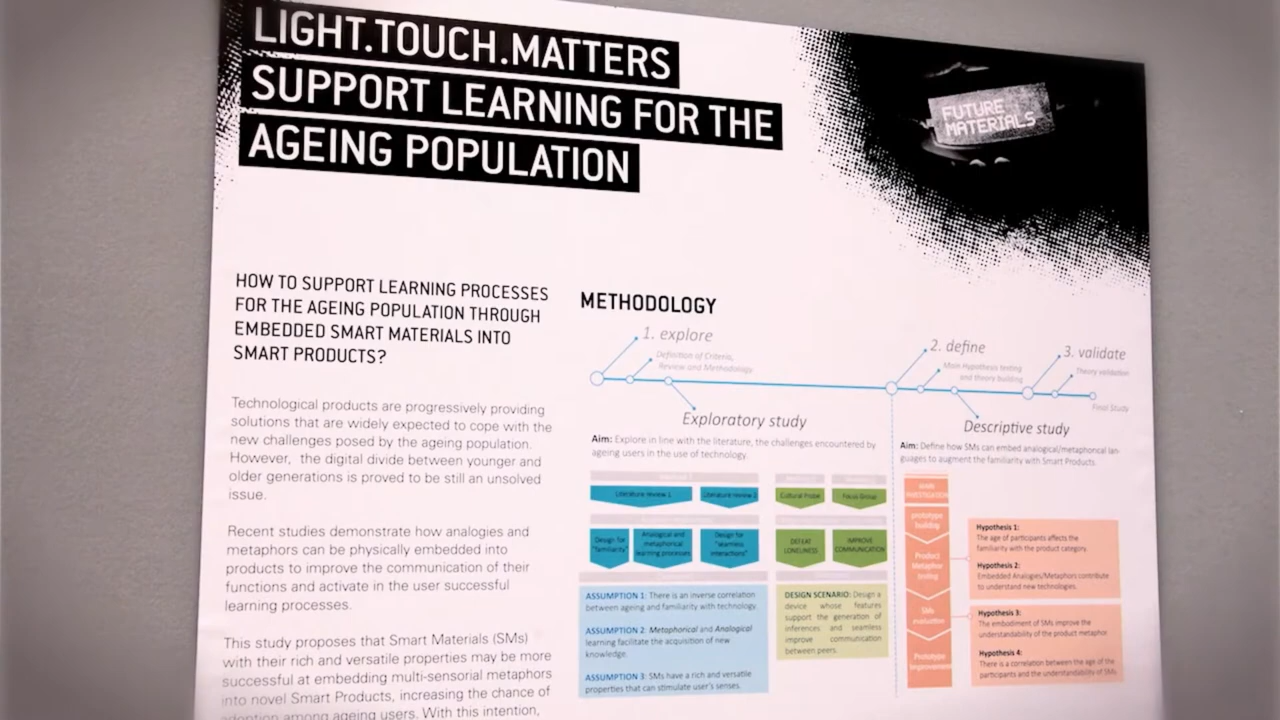 LIGHT.TOUCH.MATTERS
SUPPORT LEARNING FOR THE
AGEING POPULATION
FUTURE
MATERIALS
HOW TO SUPPORT LEARNING PROCESSES
FOR THE AGEING POPULATION THROUGH
EMBEDDED SMART MATERIALS INTO
SMART PRODUCTS?
Technological products are progressively providing
solutions that are widely expected to cope with the
new challenges posed by the ageing population.
However, the digital divide between younger and
older generations is proved to be still an unsolved
issue.
Recent studies demonstrate how analogies and
metaphors can be physically embedded into
products to improve the communication of their
functions and activate in the user successful
learning processes.
This study proposes that Smart Materials (SMs)
with their rich and versatile properties may be more
successful at embedding multi-sensorial metaphors
into novel Smart Products, increasing the chance of
adoption among ageing users. With this intention,
METHODOLOGY
1. explore
Definition of Criteria,
Review and Methodology
2. define
Main Hypothesis testing
and theory building
3. validate
Theory validation
Final Study
Exploratory study
Aim: Explore in line with the literature, the challenges encountered by
ageing users in the use of technology.
Literature review 1
Literature review 2
Cultural Probe
Focus Group
Design for
"familiarity"
Analogical and
metaphorical
learning processes
Design for
"seamless
interactions"
DEFEAT
LONELINESS
IMPROVE
COMMUNICATION
ASSUMPTION 1: There is an inverse correlation
between ageing and familiarity with technology.
ASSUMPTION 2: Metaphorical and Analogical
learning facilitate the acquisition of new
knowledge.
ASSUMPTION 3: SMs have a rich and versatile
properties that can stimulate user's senses.
DESIGN SCENARIO: Design a
device whose features
support the generation of
inferences and seamless
improve communication
between peers.
Descriptive study
Aim: Define how SMs can embed analogical/metaphorical lan-
guages to augment the familiarity with Smart Products.
MAIN
INVESTIGATION
prototype
buildup
Product
Metaphor
testing
SMs
evaluation
Prototype
improvement
Hypothesis 1:
The age of participants affects the
familiarity with the product category.
Hypothesis 2:
Embedded Analogies/Metaphors contribute
to understand new technologies.
Hypothesis 3:
The embodiment of SMs improve the
understandability of the product metaphor
Hypothesis 4:
There is a correlation between the age of the
participants and the understandability of SMs